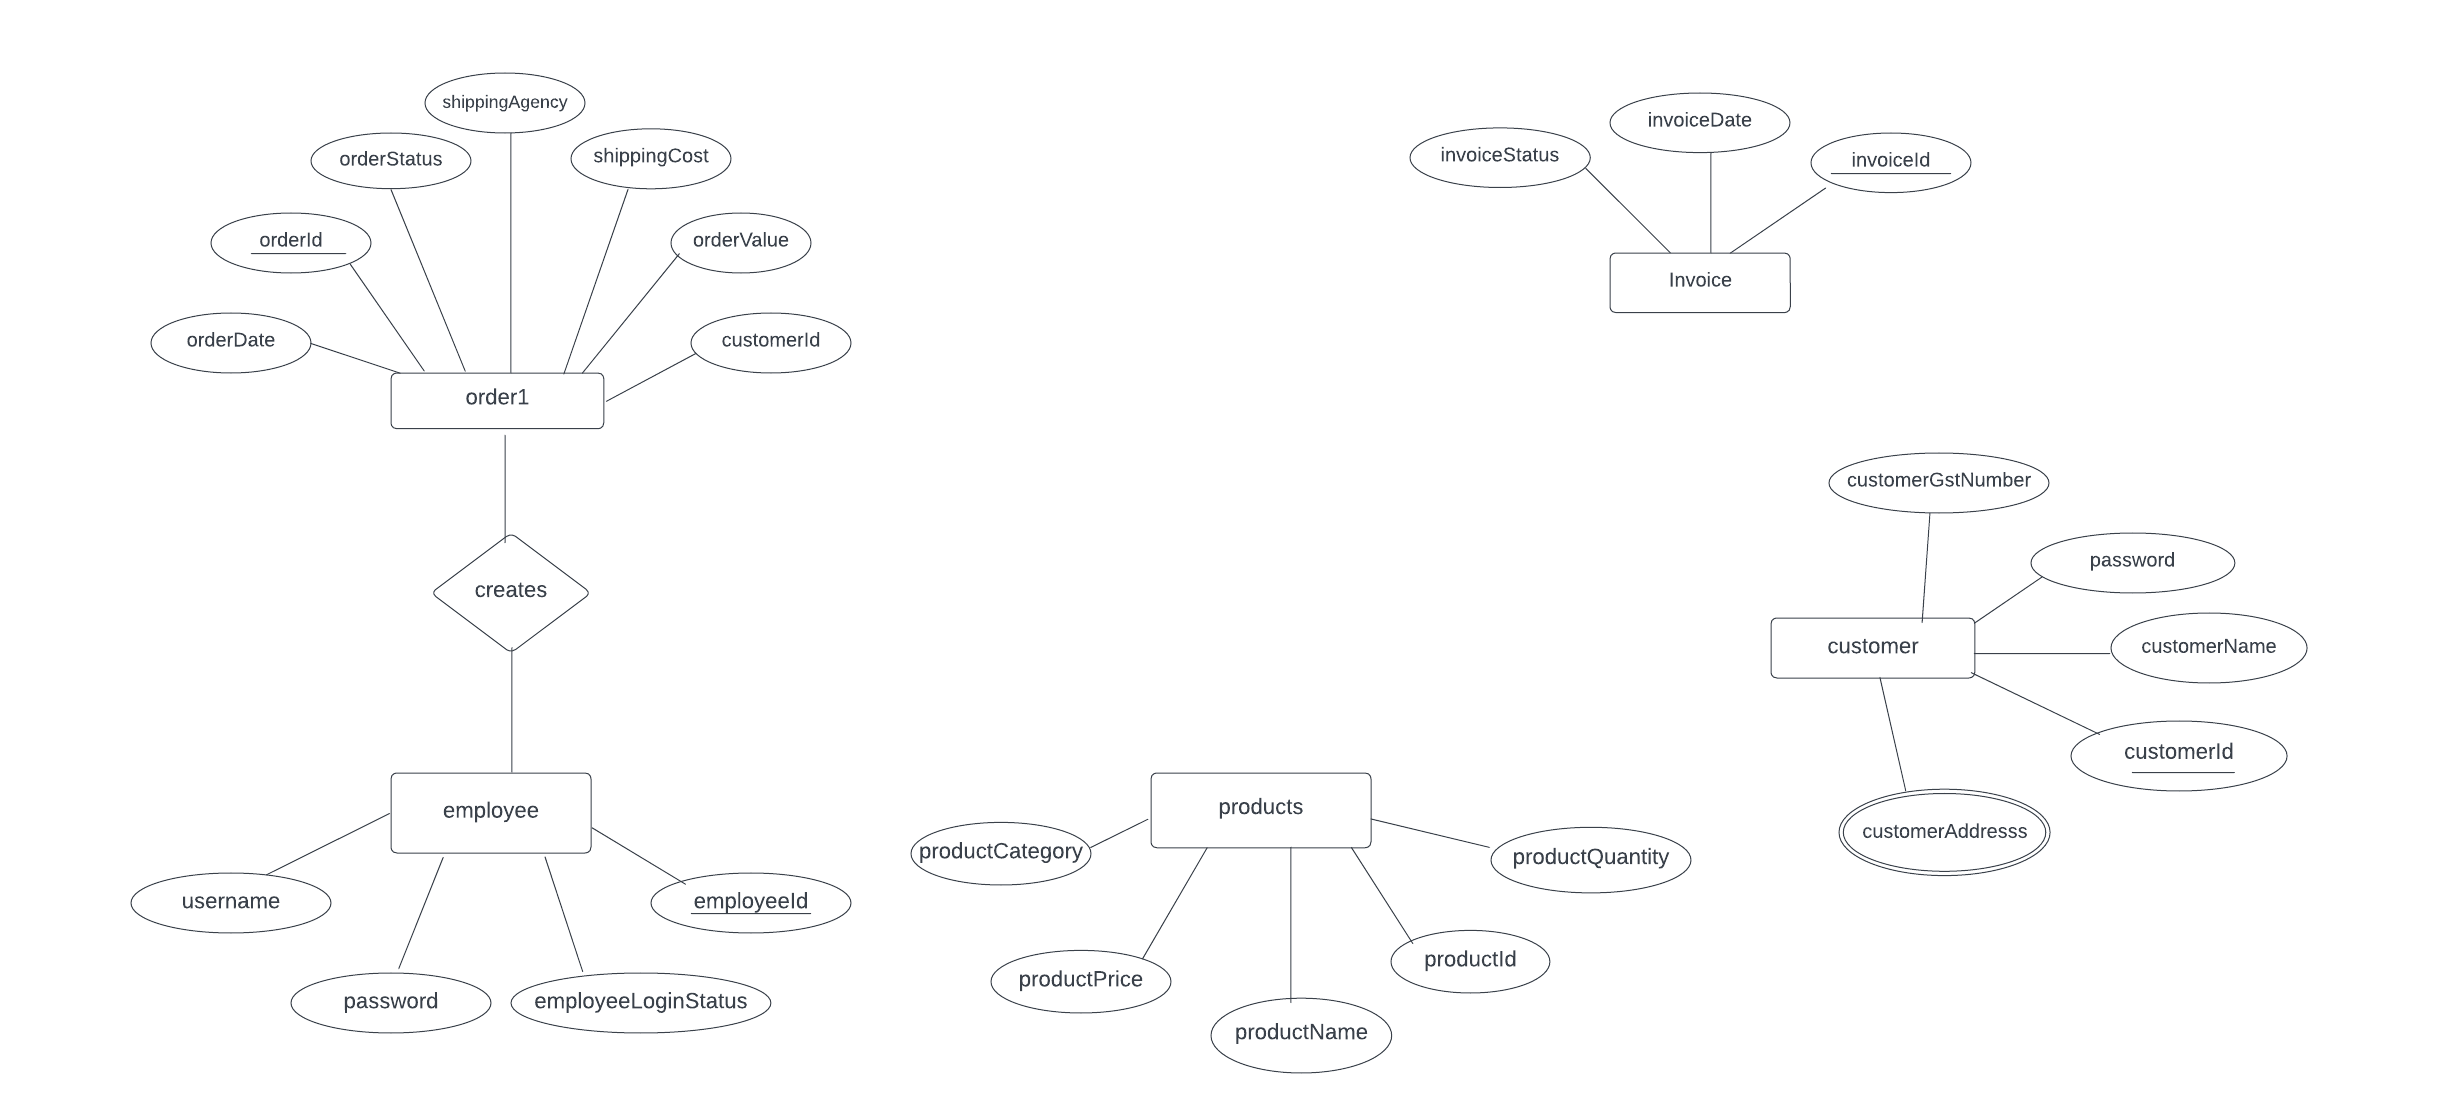 shippingAgency
orderStatus
shippingCost
orderId
orderValue
orderDate
customerId
order1
creates
employee
username
employeeId
password
employeeLoginStatus
invoiceDate
invoiceStatus
invoiceId
Invoice
customerGstNumber
password
customer
customerName
customerId
customerAddresss
products
productCategory
productQuantity
productPrice
productId
productName